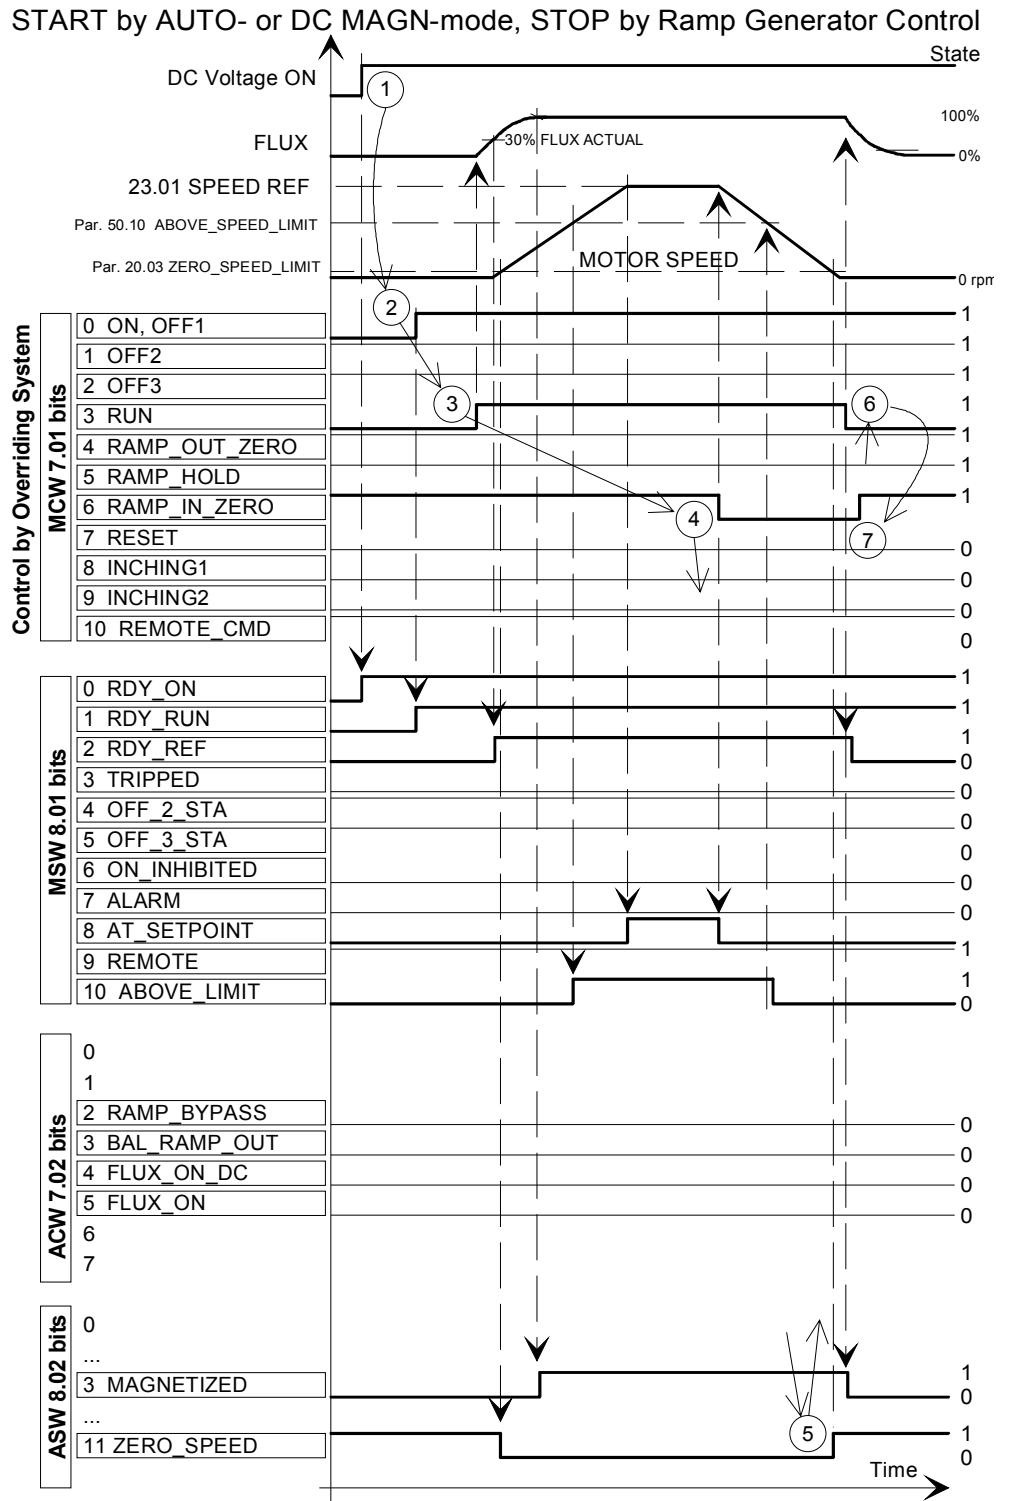 START by AUTO- or DC MAGN-mode, STOP by Ramp Generator Control
State
DC Voltage ON
1
100%
FLUX
30% FLUX ACTUAL
0%
23.01 SPEED REF
Par. 50.10 ABOVE_SPEED_LIMIT
MOTOR SPEED
Par. 20.03 ZERO_SPEED_LIMIT
0 rpm
2
Control by Overriding System
MCW 7.01 bits
0 ON, OFF1
1
1 OFF2
1
2 OFF3
1
3 RUN
3
6
1
4 RAMP_OUT_ZERO
1
5 RAMP_HOLD
1
6 RAMP_IN_ZERO
1
4
7 RESET
7
0
8 INCHING1
0
9 INCHING2
0
10 REMOTE_CMD
0
MSW 8.01 bits
0 RDY_ON
1
1 RDY_RUN
1
2 RDY_REF
1
0
3 TRIPPED
0
4 OFF_2_STA
0
5 OFF_3_STA
0
6 ON_INHIBITED
0
7 ALARM
0
8 AT_SETPOINT
1
9 REMOTE
1
10 ABOVE_LIMIT
0
ACW 7.02 bits
0
1
2 RAMP_BYPASS
0
3 BAL_RAMP_OUT
0
4 FLUX_ON_DC
0
5 FLUX_ON
0
6
7
ASW 8.02 bits
0
...
3 MAGNETIZED
1
0
...
5
11 ZERO_SPEED
1
0
Time